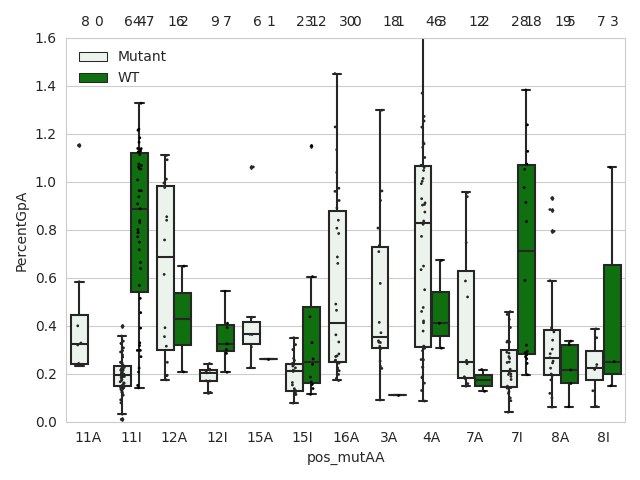 8 0 64 47 16 2 9 7 6 1 23 12 30 0 18 1 46 3 12 2 28 18 19 5 7 3
1.6
Mutant
WT
1.4
1.2
1.0
0.8
0.6
0.4
0.2
0.0
PercentGpA
11A 11I 12A 12I 15A 15I 16A 3A 4A 7A 7I 8A 8I
pos_mutAA